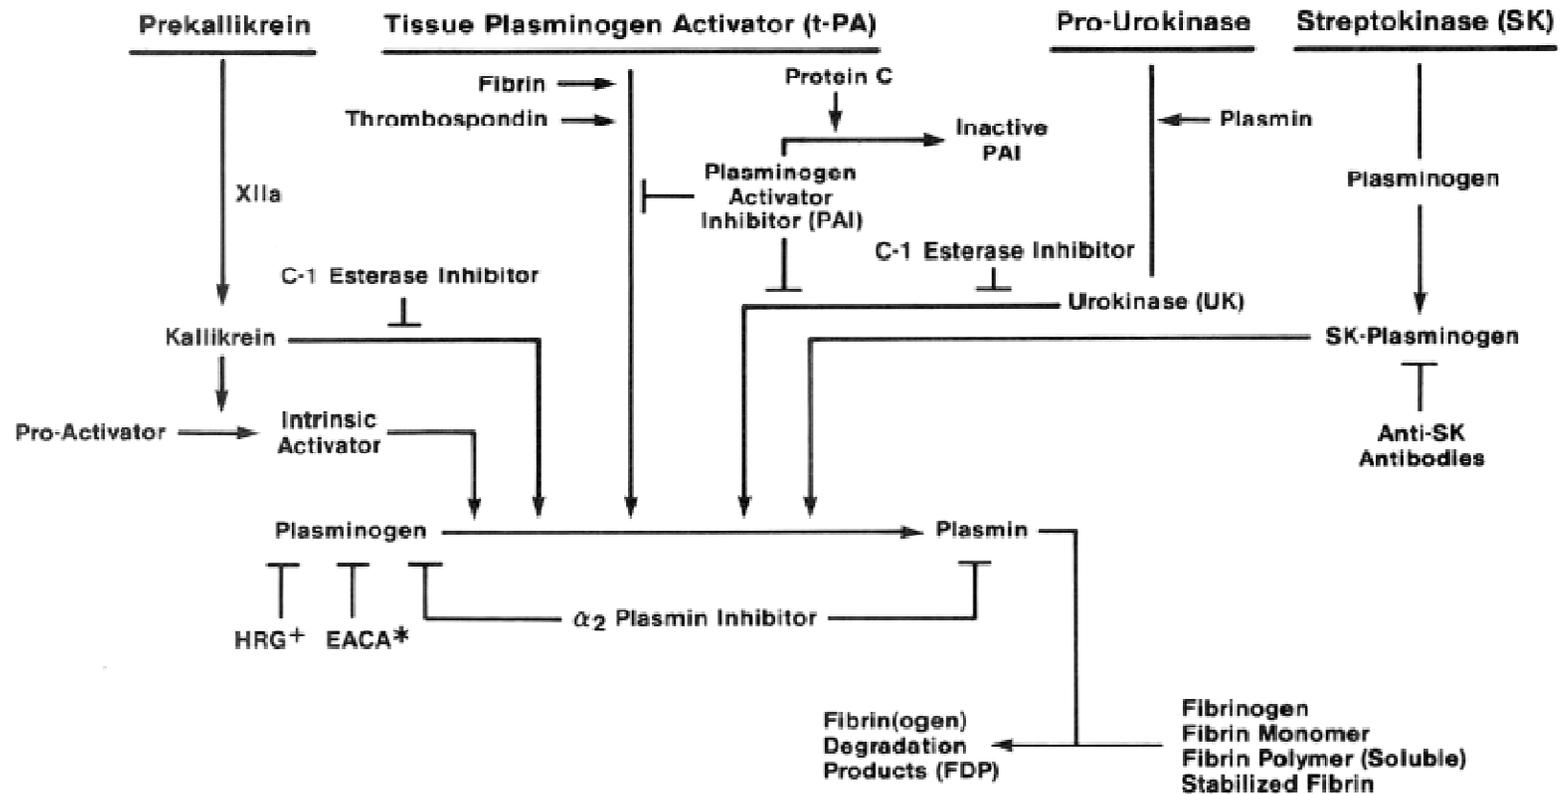 Prekallikrein
Tissue Plasminogen Activator (t-PA)
Pro-Urokinase
Streptokinase (SK)
Fibrin
Thrombospondin
Protein C
Inactive
PAI
Plasmin
XIIa
Plasminogen
Activator
Inhibitor (PAI)
Plasminogen
C-1 Esterase Inhibitor
C-1 Esterase Inhibitor
Urokinase (UK)
Kallikrein
SK-Plasminogen
Pro-Activator
Intrinsic
Activator
Anti-SK
Antibodies
Plasminogen
Plasmin
α2 Plasmin Inhibitor
HRG+
EACA*
Fibrin(ogen)
Degradation
Products (FDP)
Fibrinogen
Fibrin Monomer
Fibrin Polymer (Soluble)
Stabilized Fibrin